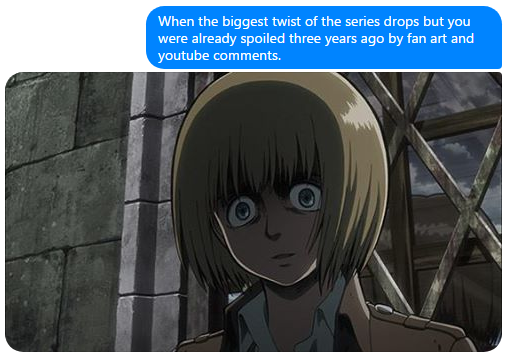 When the biggest twist of the series drops but you
were already spoiled three years ago by fan art and
youtube comments.